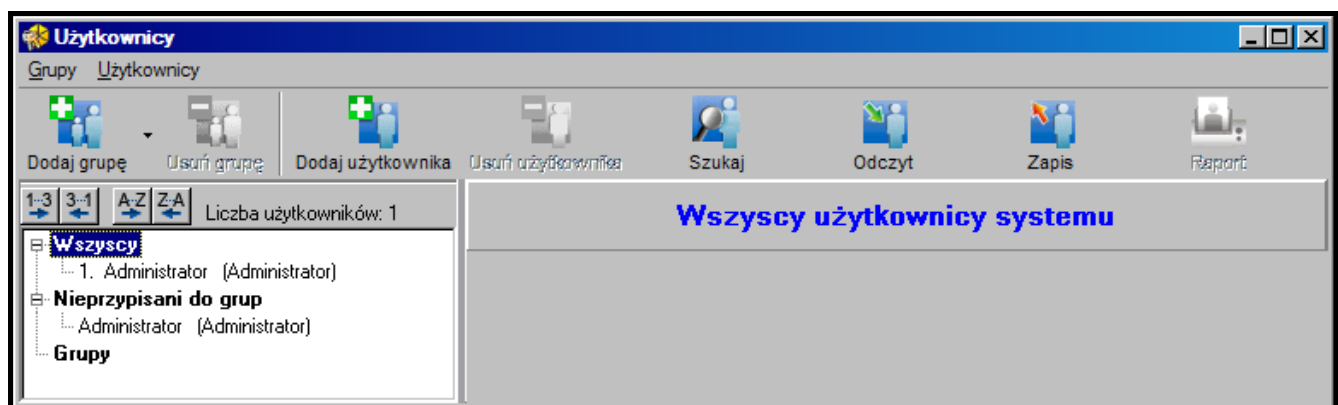 Użytkownicy
Grupy Użytkownicy
Dodaj grupę Usuń grupę Dodaj użytkownika Usuń użytkownika Szukaj Odczyt Zapis Raport
1-3 3-1 A-Z Z-A Liczba użytkowników: 1
Wszyscy użytkownicy systemu
Wszyscy
1. Administrator (Administrator)
Nieprzypisani do grup
Administrator (Administrator)
Grupy